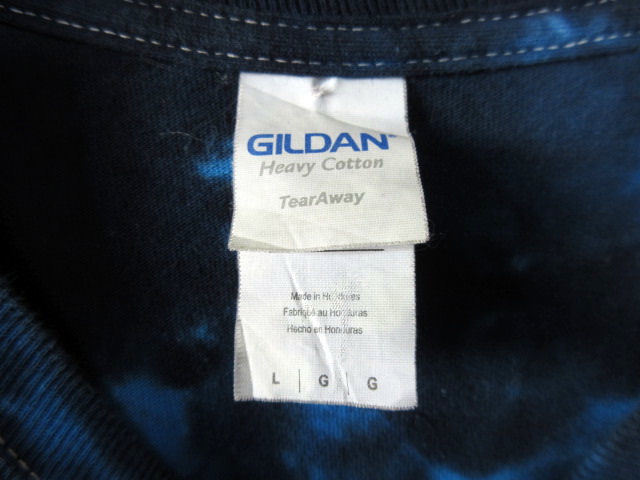 GILDAN
Heavy Cotton
TearAway
Made in Honduras
Fabriqué au Honduras
Hecho en Honduras
L | G | G